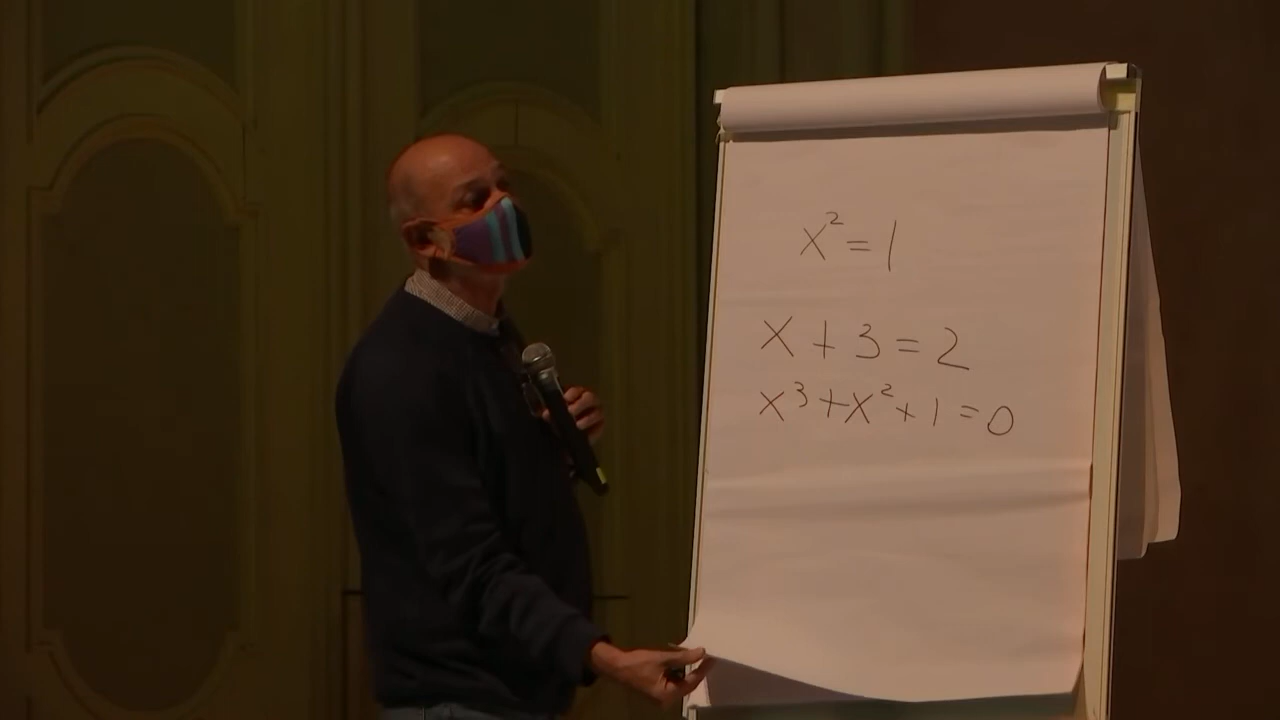 x² = 1
x + 3 = 2
x³ + x² + 1 = 0